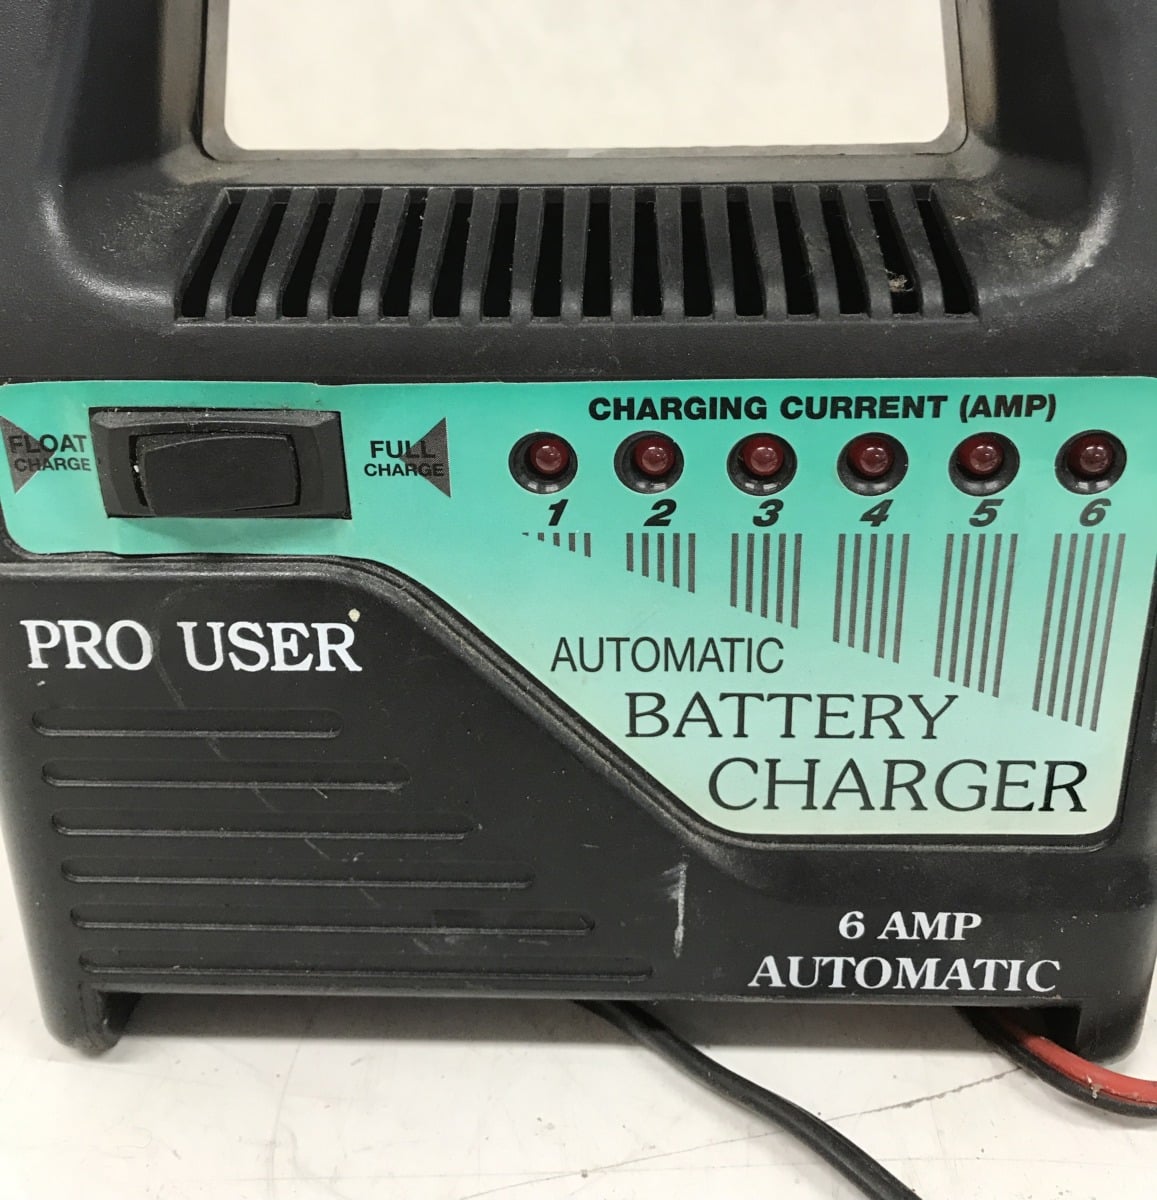 CHARGING CURRENT (AMP)
FLOAT
CHARGE
FULL
CHARGE
1 2 3 4 5 6
PRO USER
AUTOMATIC
BATTERY
CHARGER
6 AMP
AUTOMATIC